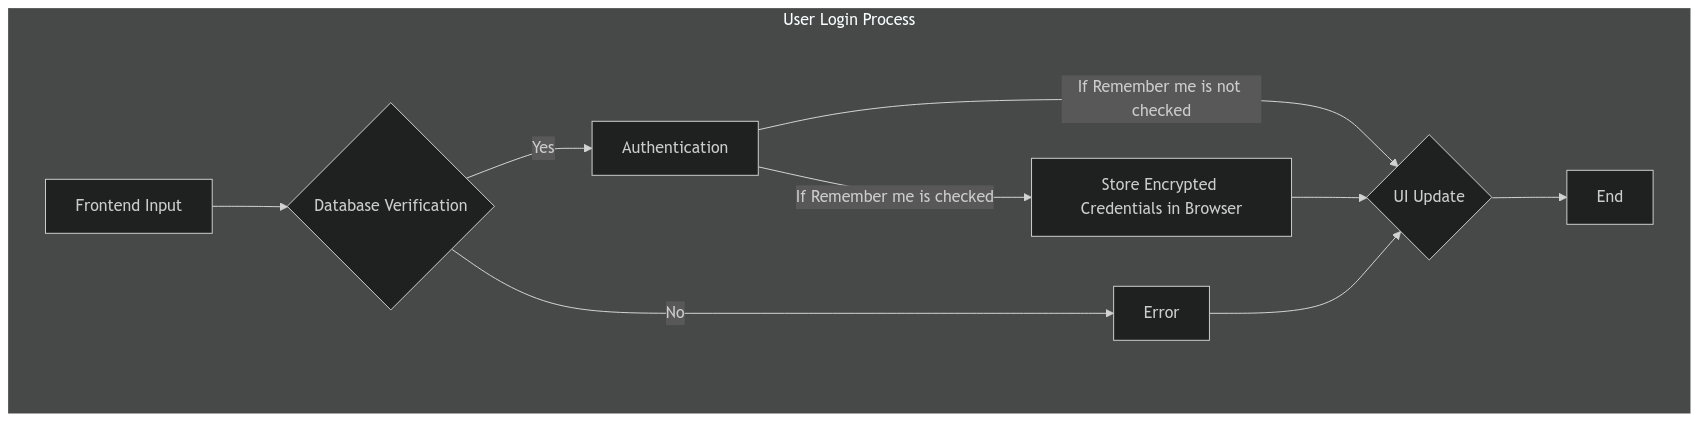 User Login Process
Frontend Input
Database Verification
Yes
No
Authentication
If Remember me is not
checked
If Remember me is checked
Store Encrypted
Credentials in Browser
Error
UI Update
End